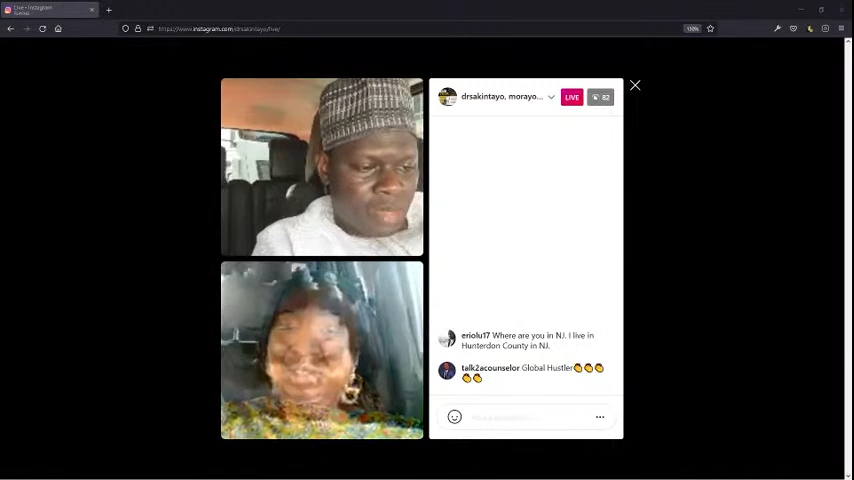 Live • Instagram
https://www.instagram.com/drsakintayo/live/
130%
drsakintayo, morayo...
LIVE
82
eriolu17 Where are you in NJ. I live in
Hunterdon County in NJ.
talk2acounselor Global Hustler👏👏👏
👏👏
...